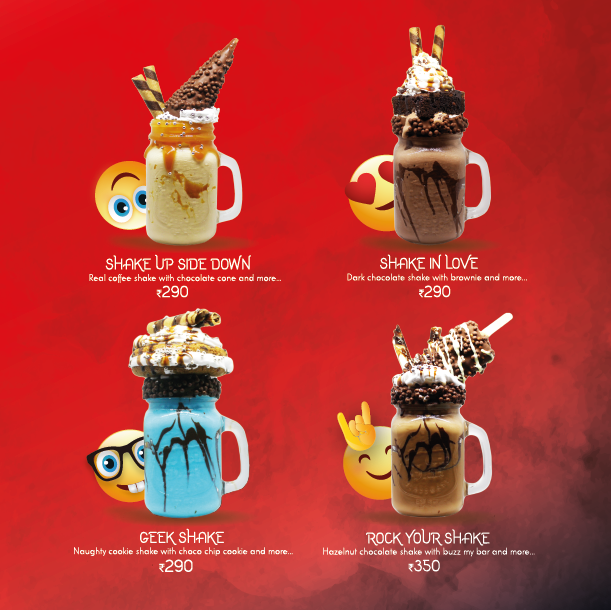 SHAKE UP SIDE DOWN
Real coffee shake with chocolate cone and more...
₹290
SHAKE IN LOVE
Dark chocolate shake with brownie and more...
₹290
GEEK SHAKE
Naughty cookie shake with choco chip cookie and more...
₹290
ROCK YOUR SHAKE
Hazelnut chocolate shake with buzz my bar and more...
₹350